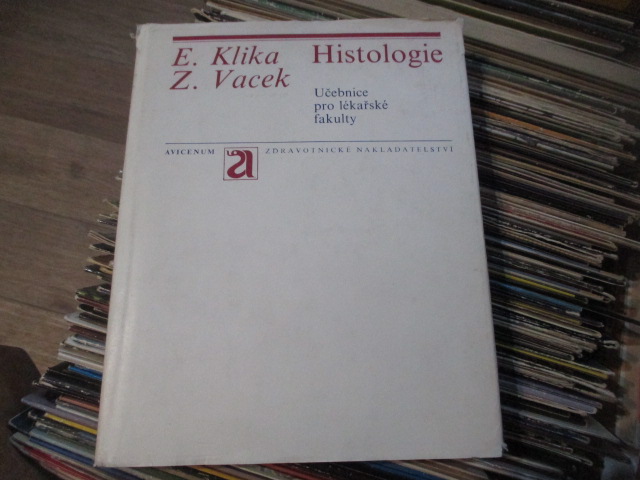 E. Klika Histologie
Z. Vacek
Učebnice
pro lékařské
fakulty
AVICENUM a ZDRAVOTNICKÉ NAKLADATELSTVÍ